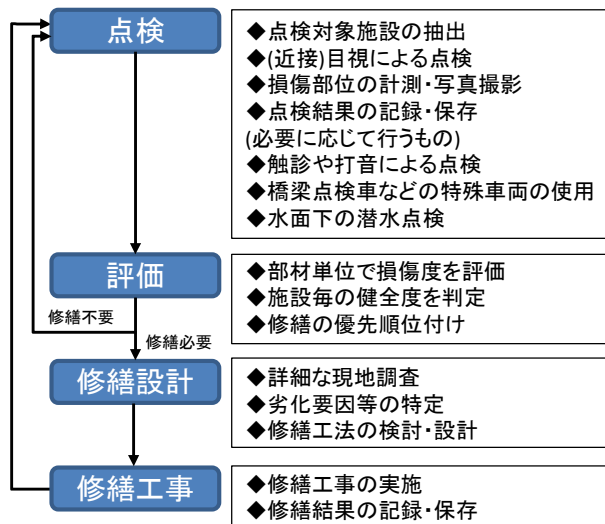 点検
◆点検対象施設の抽出
◆(近接)目視による点検
◆損傷部位の計測・写真撮影
◆点検結果の記録・保存
(必要に応じて行うもの)
◆触診や打音による点検
◆橋梁点検車などの特殊車両の使用
◆水面下の潜水点検
評価
◆部材単位で損傷度を評価
◆施設毎の健全度を判定
◆修繕の優先順位付け
修繕不要
修繕必要
修繕設計
◆詳細な現地調査
◆劣化要因等の特定
◆修繕工法の検討・設計
修繕工事
◆修繕工事の実施
◆修繕結果の記録・保存